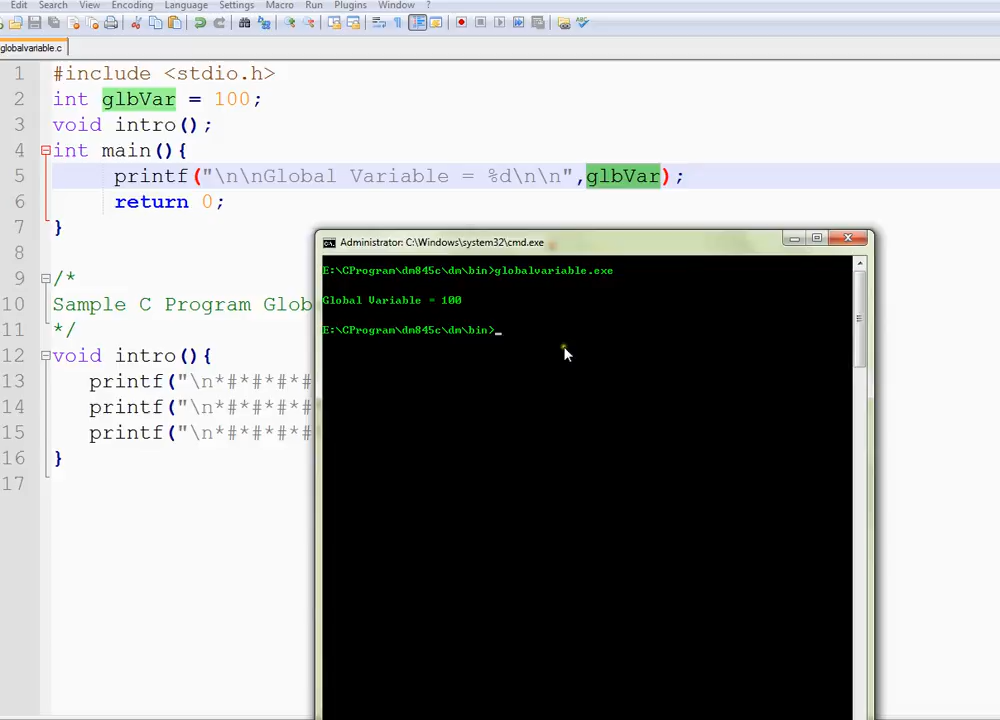 Edit Search View Encoding Language Settings Macro Run Plugins Window ?
globalvariable.c
1 #include <stdio.h>
2 int glbVar = 100;
3 void intro();
4 int main(){
5 printf("\n\nGlobal Variable = %d\n\n",glbVar);
6 return 0;
7 }
8
9 /*
10 Sample C Program Glob
11 */
12 void intro(){
13 printf("\n*#*#*#*#
14 printf("\n*#*#*#*#
15 printf("\n*#*#*#*#
16 }
17
Administrator: C:\Windows\system32\cmd.exe
E:\CProgram\dm845c\dm\bin>globalvariable.exe
Global Variable = 100
E:\CProgram\dm845c\dm\bin>_